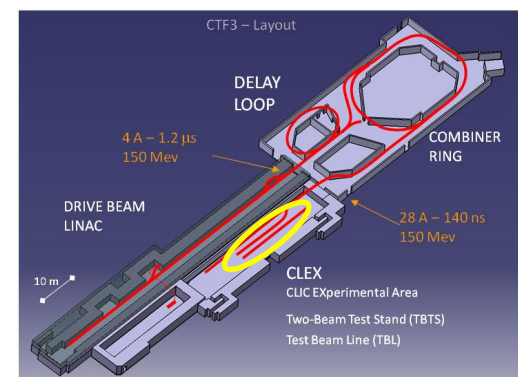 CTF3 – Layout
DELAY
LOOP
4 A – 1.2 μs
150 Mev
COMBINER
RING
DRIVE BEAM
LINAC
28 A – 140 ns
150 Mev
10 m
CLEX
CLIC EXperimental Area
Two-Beam Test Stand (TBTS)
Test Beam Line (TBL)